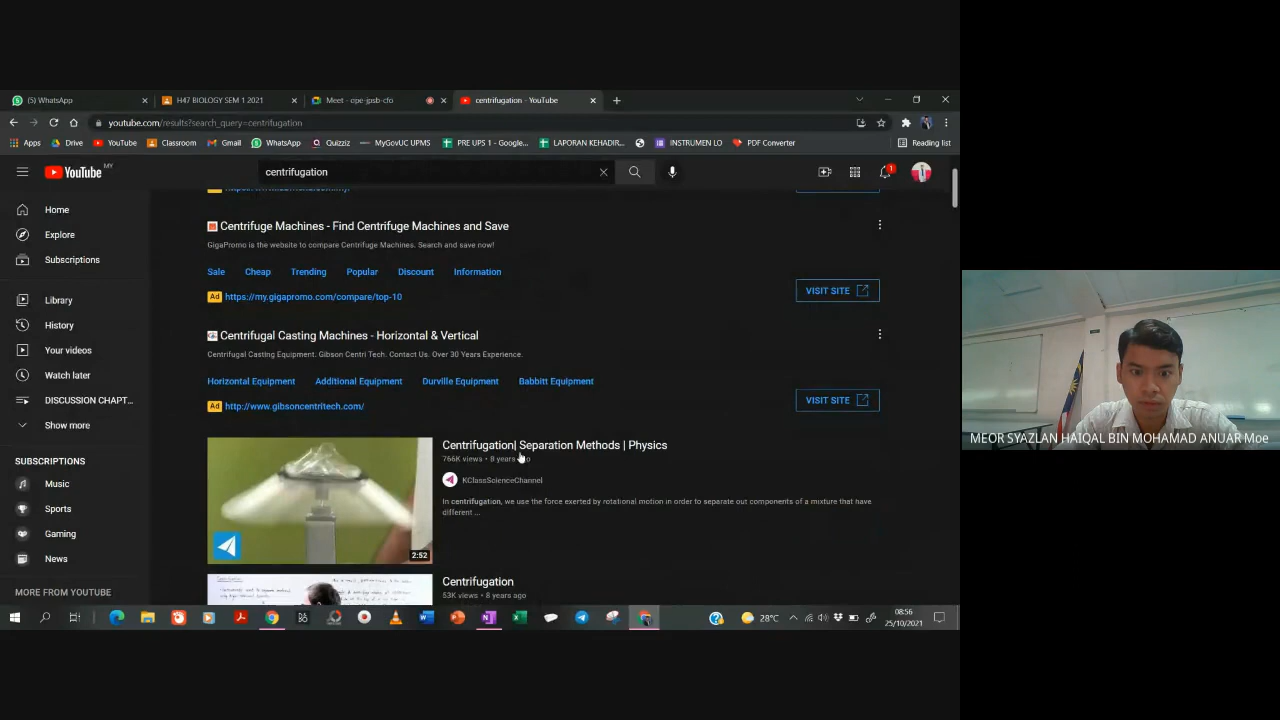 (5) WhatsApp
H47 BIOLOGY SEM 1 2021
Meet - ope-jpsb-cfo
centrifugation - YouTube
youtube.com/results?search_query=centrifugation
Apps
Drive
YouTube
Classroom
Gmail
WhatsApp
Quizziz
MyGovUC UPMS
PRE UPS 1 - Google...
LAPORAN KEHADIR...
INSTRUMEN LO
PDF Converter
Reading list
YouTube MY
centrifugation
1
Home
Explore
Subscriptions
Library
History
Your videos
Watch later
DISCUSSION CHAPT...
Show more
SUBSCRIPTIONS
Music
Sports
Gaming
News
MORE FROM YOUTUBE
Centrifuge Machines - Find Centrifuge Machines and Save
GigaPromo is the website to compare Centrifuge Machines. Search and save now!
Sale Cheap Trending Popular Discount Information
Ad https://my.gigapromo.com/compare/top-10
VISIT SITE
Centrifugal Casting Machines - Horizontal & Vertical
Centrifugal Casting Equipment. Gibson Centri Tech. Contact Us. Over 30 Years Experience.
Horizontal Equipment Additional Equipment Durville Equipment Babbitt Equipment
Ad http://www.gibsoncentritech.com/
VISIT SITE
Centrifugation| Separation Methods | Physics
766K views • 8 years ago
KClassScienceChannel
In centrifugation, we use the force exerted by rotational motion in order to separate out components of a mixture that have
different ...
2:52
Centrifugation
53K views • 8 years ago
28°C
08:56
25/10/2021
MEOR SYAZLAN HAIQAL BIN MOHAMAD ANUAR Moe